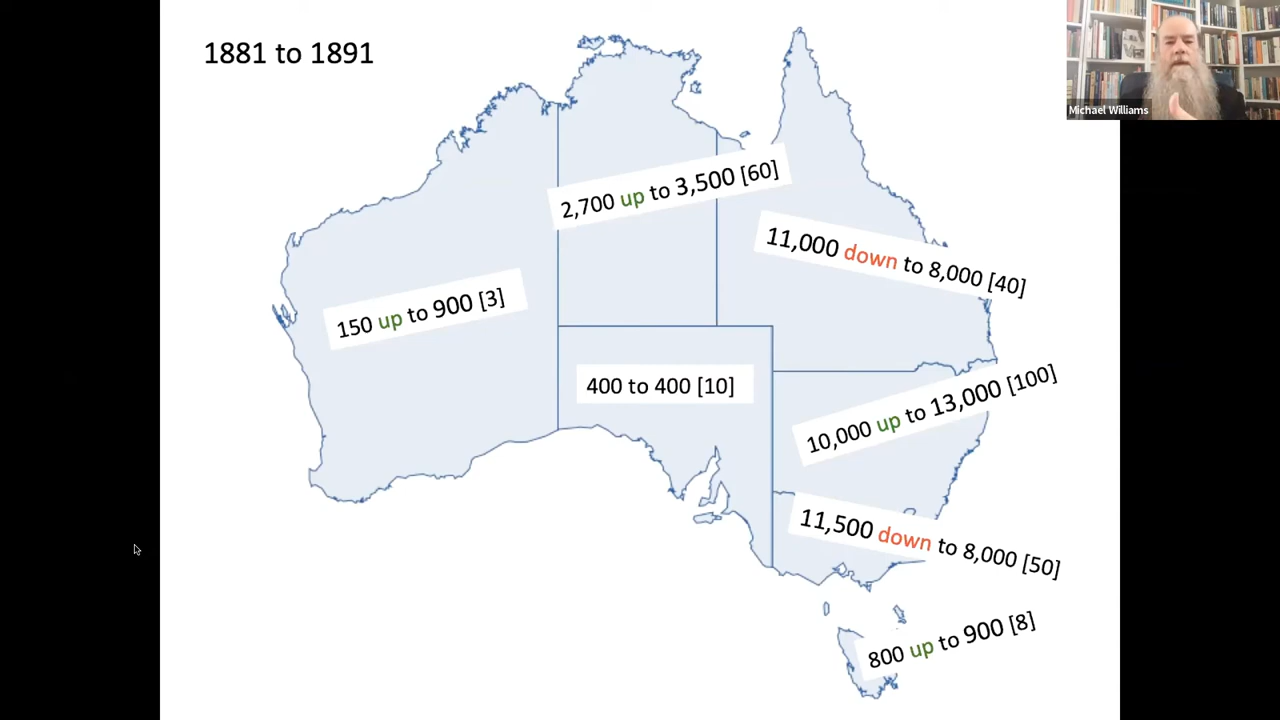 1881 to 1891
Michael Williams
2,700 up to 3,500 [60]
11,000 down to 8,000 [40]
150 up to 900 [3]
400 to 400 [10]
10,000 up to 13,000 [100]
11,500 down to 8,000 [50]
800 up to 900 [8]